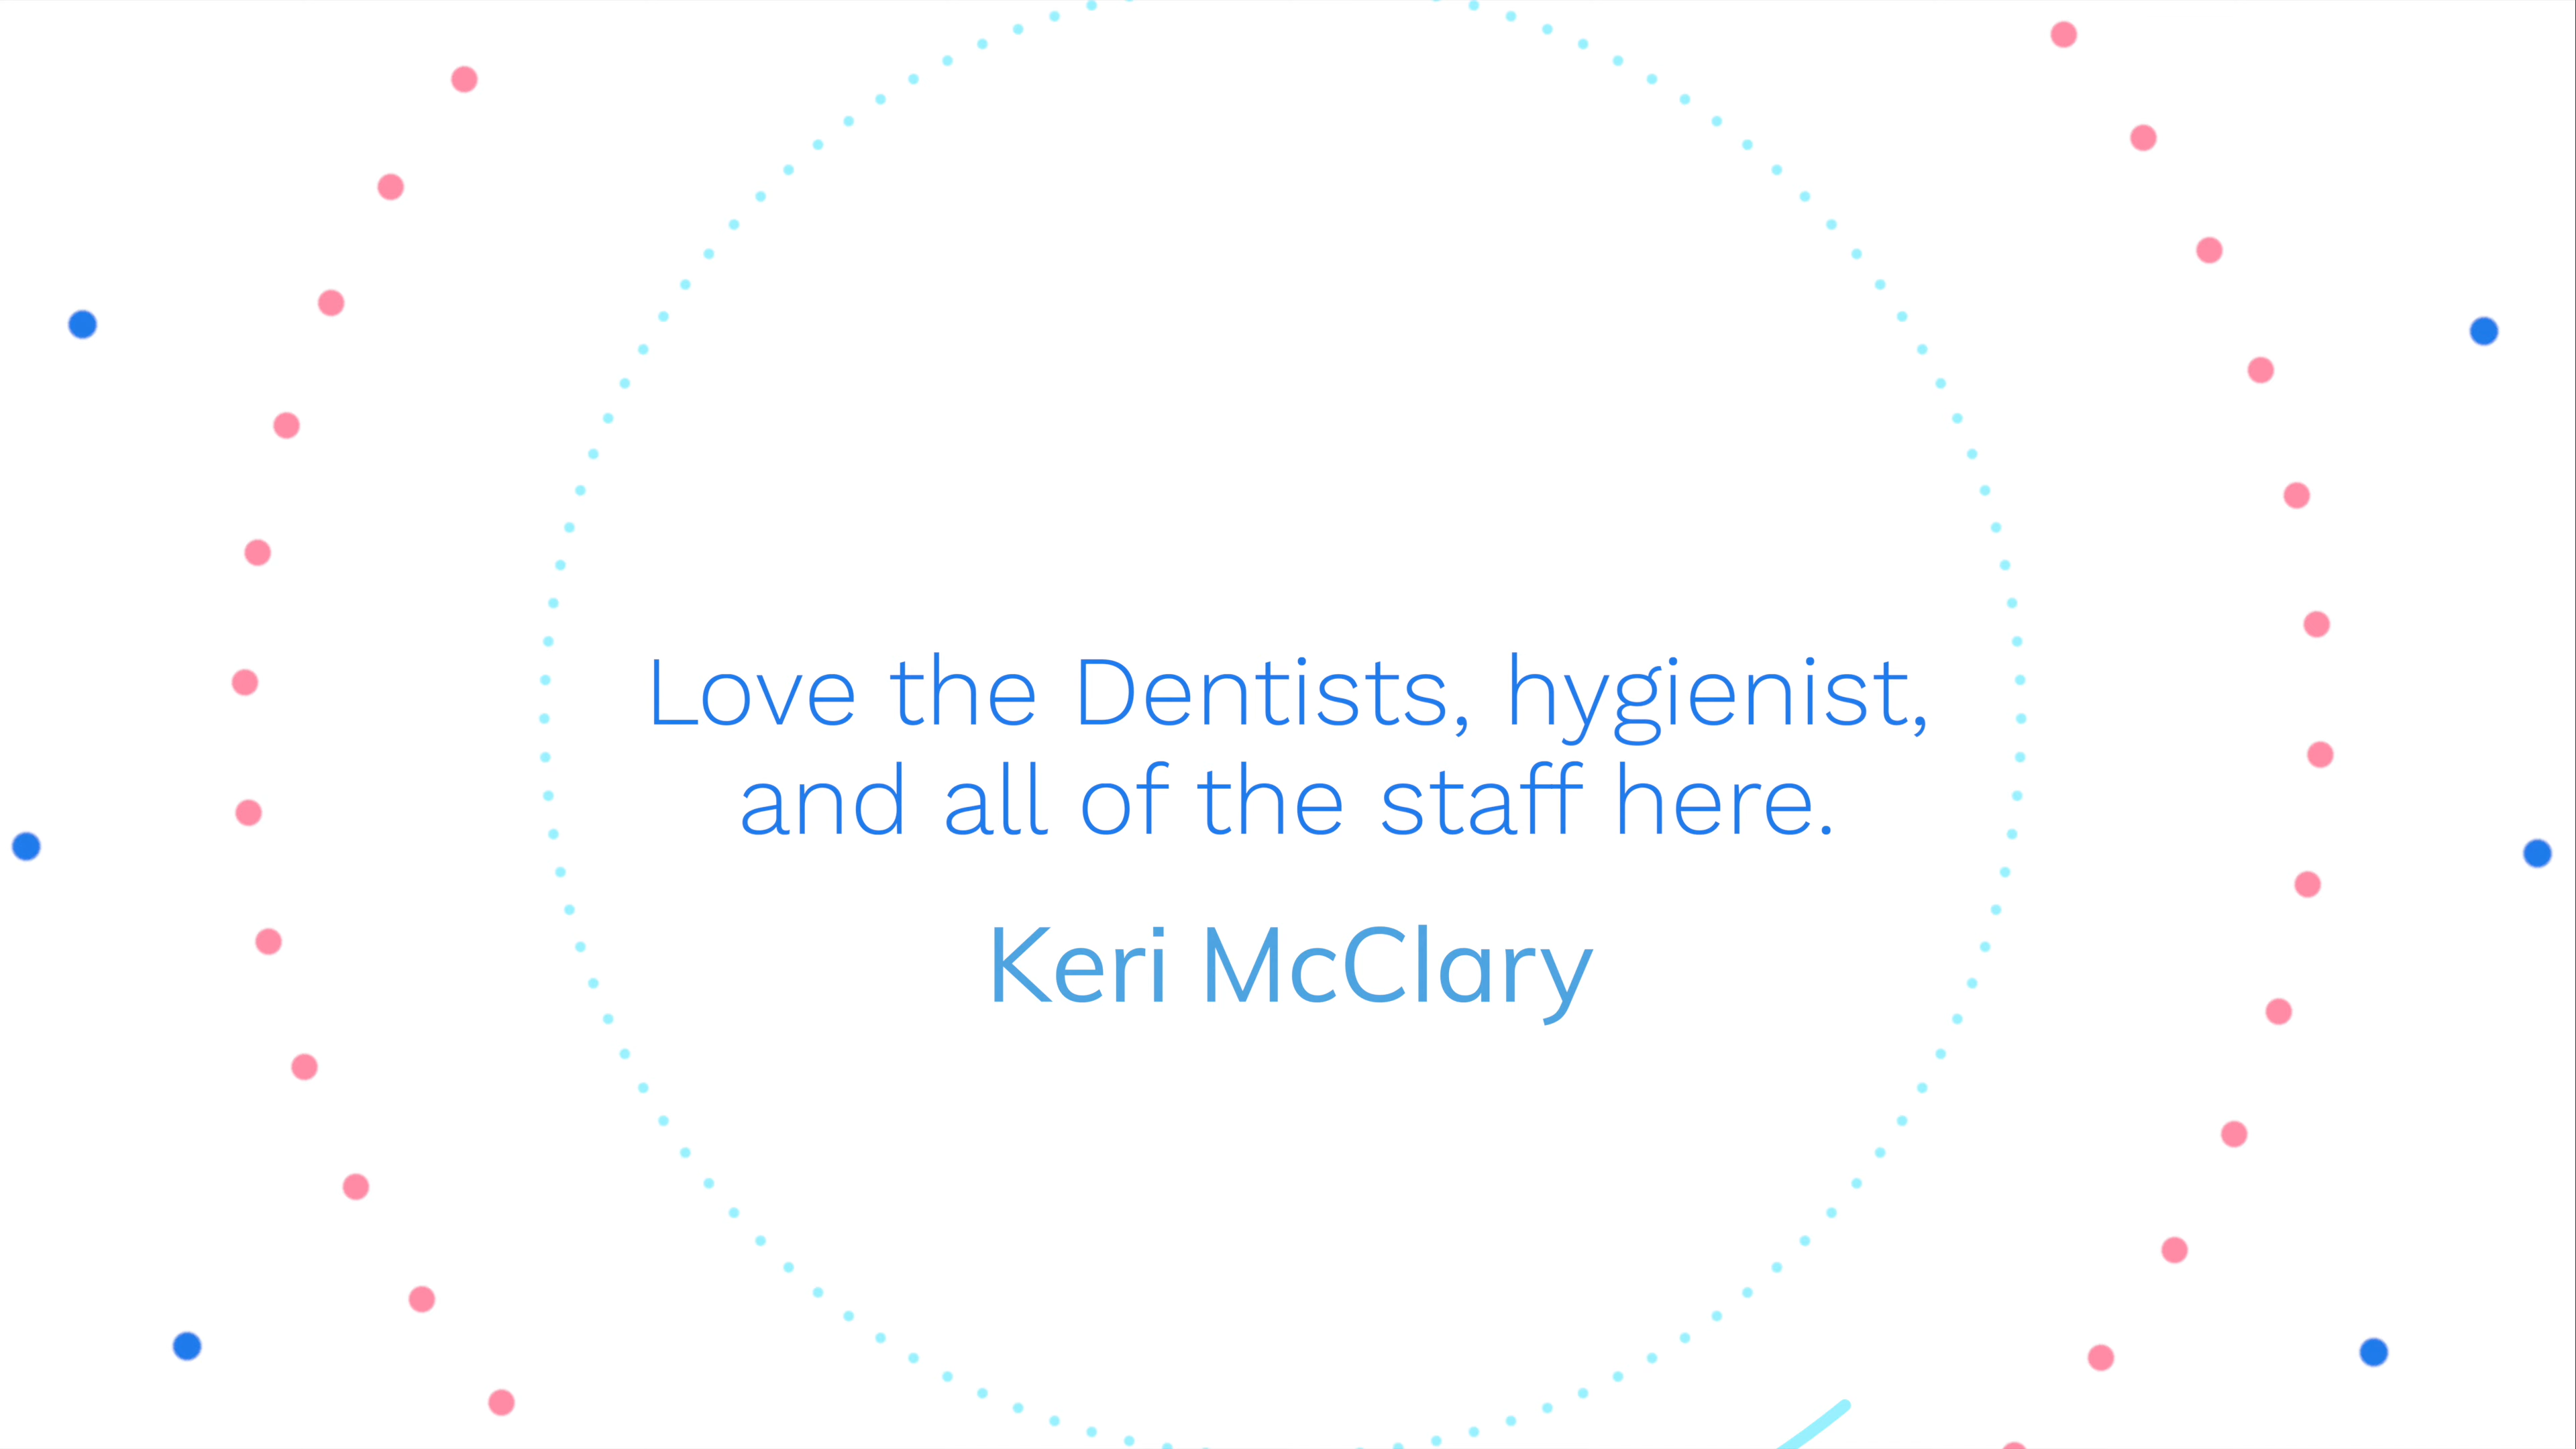 Love the Dentists, hygienist,
and all of the staff here.
Keri McClary